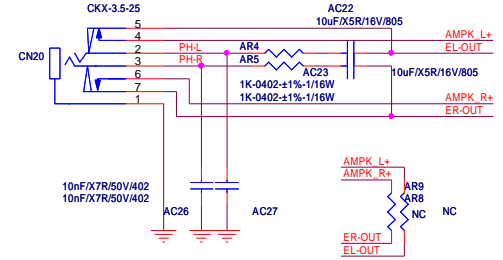 CKX-3.5-25
AC22
10uF/X5R/16V/805
5
4
2
3
6
7
1
CN20
PH-L
PH-R
AR4
AR5
AC23
10uF/X5R/16V/805
AMPK_L+
EL-OUT
1K-0402-±1%-1/16W
1K-0402-±1%-1/16W
AMPK_R+
ER-OUT
10nF/X7R/50V/402
10nF/X7R/50V/402
AC26
AC27
AMPK_L+
AMPK_R+
AR9
AR8
NC
NC
ER-OUT
EL-OUT